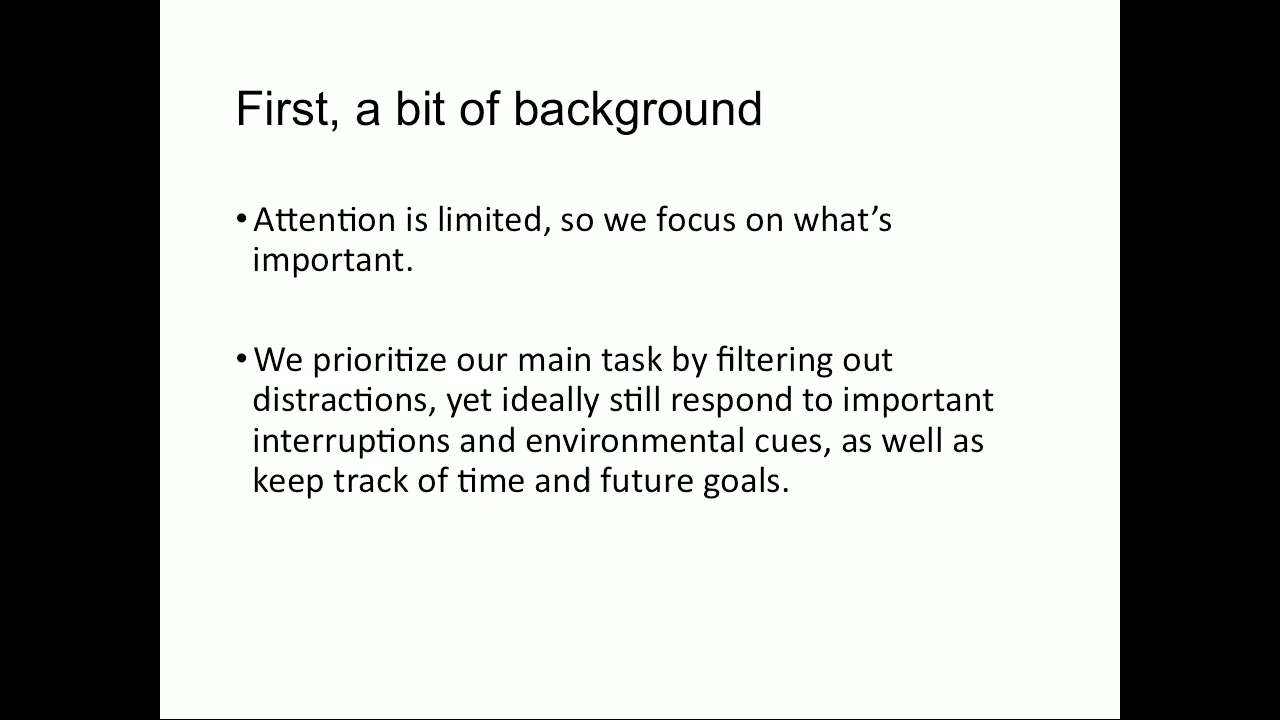 First, a bit of background
•Attention is limited, so we focus on what’s
important.
•We prioritize our main task by filtering out
distractions, yet ideally still respond to important
interruptions and environmental cues, as well as
keep track of time and future goals.